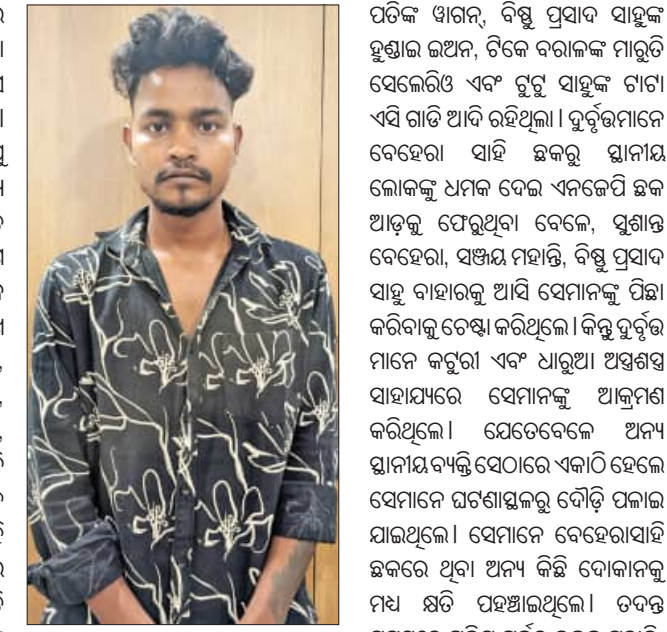 ପତିଙ୍କ ୱାଗନ୍, ବିଷ୍ଣୁ ପ୍ରସାଦ ସାହୁଙ୍କ
ହୁଣ୍ଡାଇ ଇଅନ, ଟିକେ ବରାଳଙ୍କ ମାରୁତି
ସେଲେରିଓ ଏବଂ ଟୁଟୁ ସାହୁଙ୍କ ଟାଟା
ଏସି ଗାଡି ଆଦି ରହିଥିଲା। ଦୁର୍ବୃତ୍ତମାନେ
ବେହେରା ସାହି ଛକରୁ ସ୍ଥାନୀୟ
ଲୋକଙ୍କୁ ଧମକ ଦେଇ ଏନଜେପି ଛକ
ଆଡ଼କୁ ଫେରୁଥିବା ବେଳେ, ସୁଶାନ୍ତ
ବେହେରା, ସଞ୍ଜୟ ମହାନ୍ତି, ବିଷ୍ଣୁ ପ୍ରସାଦ
ସାହୁ ବାହାରକୁ ଆସି ସେମାନଙ୍କୁ ପିଛା
କରିବାକୁ ଚେଷ୍ଟା କରିଥିଲେ। କିନ୍ତୁ ଦୁର୍ବୃତ୍ତ
ମାନେ କଟୁରୀ ଏବଂ ଧାରୁଆ ଅସ୍ତ୍ରଶସ୍ତ୍ର
ସାହାଯ୍ୟରେ ସେମାନଙ୍କୁ ଆକ୍ରମଣ
କରିଥିଲେ। ଯେତେବେଳେ ଅନ୍ୟ
ସ୍ଥାନୀୟ ବ୍ୟକ୍ତି ସେଠାରେ ଏକାଠି ହେଲେ
ସେମାନେ ଘଟଣାସ୍ଥଳରୁ ଦୌଡ଼ି ପଳାଇ
ଯାଇଥିଲେ। ସେମାନେ ବେହେରାସାହି
ଛକରେ ଥିବା ଅନ୍ୟ କିଛି ଦୋକାନକୁ
ମଧ୍ୟ କ୍ଷତି ପହଞ୍ଚାଇଥିଲେ। ତଦନ୍ତ